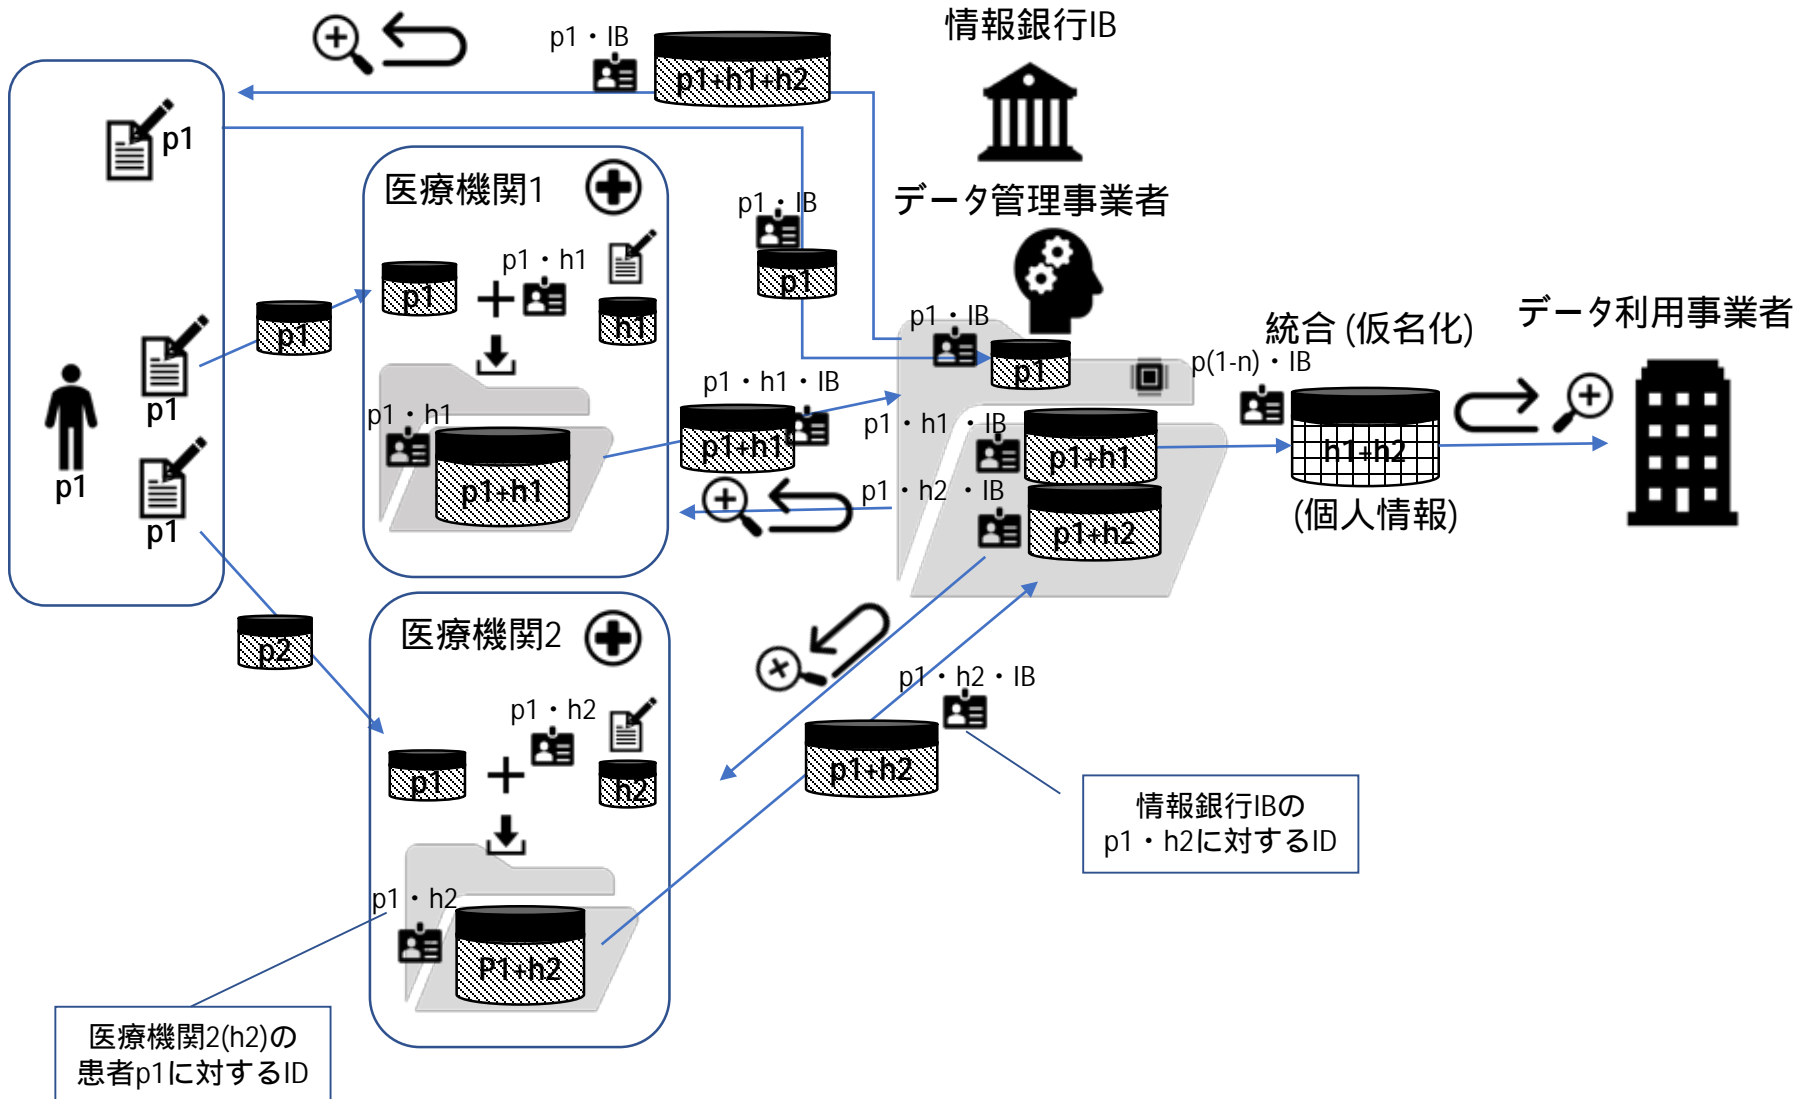 情報銀行IB
p1・IB
p1+h1+h2
p1
医療機関1
p1・IB
データ管理事業者
p1・h1
p1
p1
p1
h1
p1
p1・IB
p1
統合 (仮名化)
データ利用事業者
p(1-n)・IB
p1・h1・IB
p1・h1
p1+h1
p1・h1・IB
p1+h1
h1+h2
p1
p1
p1+h1
p1・h2・IB
p1+h2
(個人情報)
p2
医療機関2
p1・h2・IB
p1・h2
p1
h2
p1+h2
情報銀行IBの
p1・h2に対するID
p1・h2
P1+h2
医療機関2(h2)の
患者p1に対するID